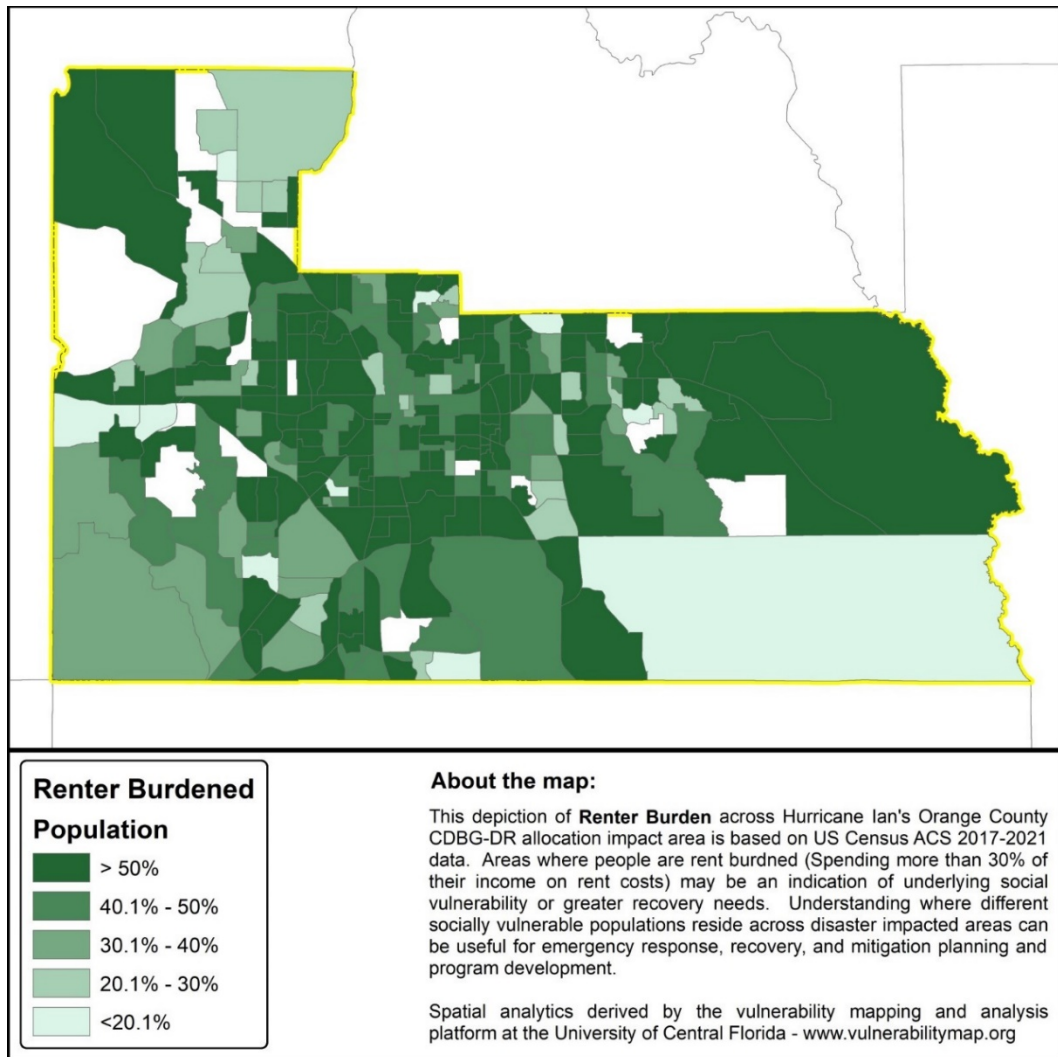 Renter Burdened
Population
> 50%
40.1% - 50%
30.1% - 40%
20.1% - 30%
<20.1%
About the map:
This depiction of Renter Burden across Hurricane Ian's Orange County
CDBG-DR allocation impact area is based on US Census ACS 2017-2021
data. Areas where people are rent burdned (Spending more than 30% of
their income on rent costs) may be an indication of underlying social
vulnerability or greater recovery needs. Understanding where different
socially vulnerable populations reside across disaster impacted areas can
be useful for emergency response, recovery, and mitigation planning and
program development.
Spatial analytics derived by the vulnerability mapping and analysis
platform at the University of Central Florida - www.vulnerabilitymap.org